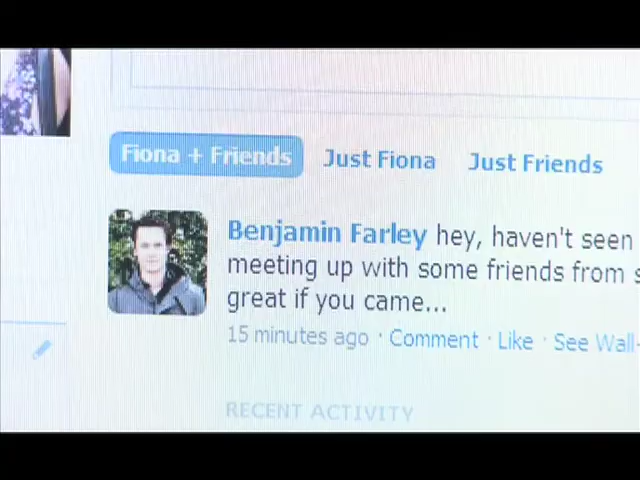 Fiona + Friends Just Fiona Just Friends
Benjamin Farley hey, haven't seen
meeting up with some friends from s
great if you came...
15 minutes ago · Comment · Like · See Wall-
RECENT ACTIVITY